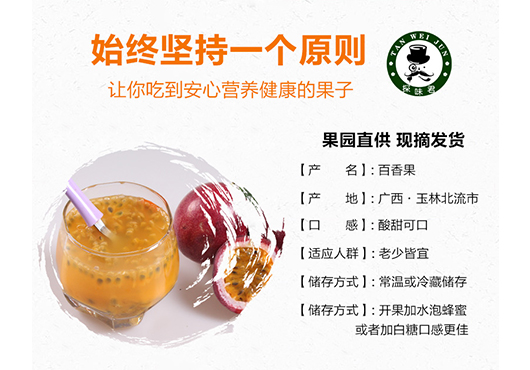 始终坚持一个原则
让你吃到安心营养健康的果子
TAN WEI JUN
探味君
果园直供 现摘发货
【产 名】: 百香果
【产 地】: 广西·玉林北流市
【口 感】: 酸甜可口
【适应人群】: 老少皆宜
【储存方式】: 常温或冷藏储存
【储存方式】: 开果加水泡蜂蜜
或者加白糖口感更佳